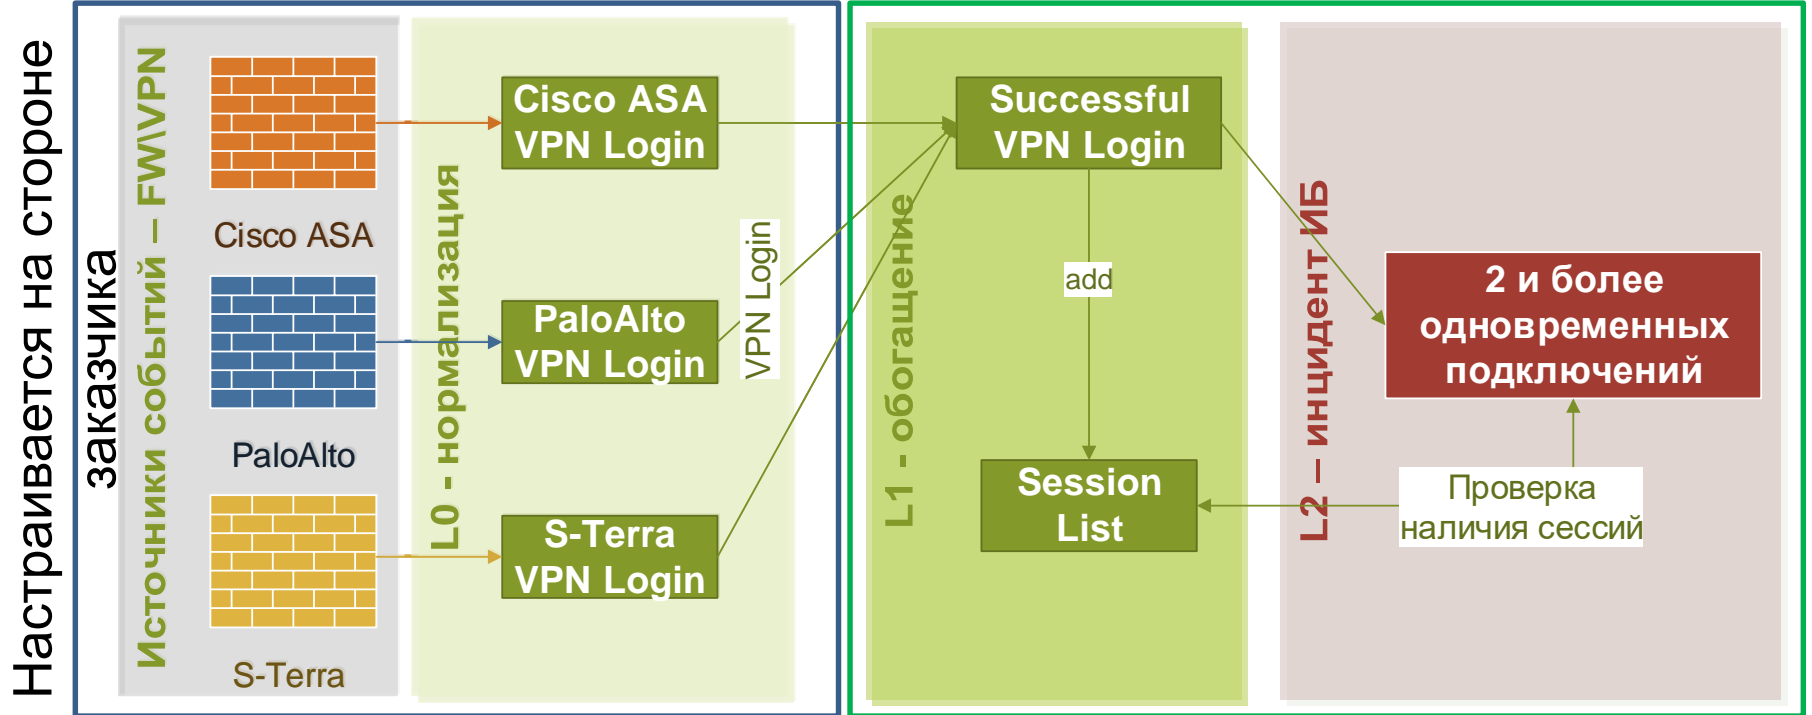 Настраивается на стороне
заказчика
Источники событий – FW\VPN
Cisco ASA
PaloAlto
S-Terra
L0 - нормализация
Cisco ASA
VPN Login
PaloAlto
VPN Login
S-Terra
VPN Login
VPN Login
L1 - обогащение
Successful
VPN Login
add
Session
List
L2 – инцидент ИБ
2 и более
одновременных
подключений
Проверка
наличия сессий